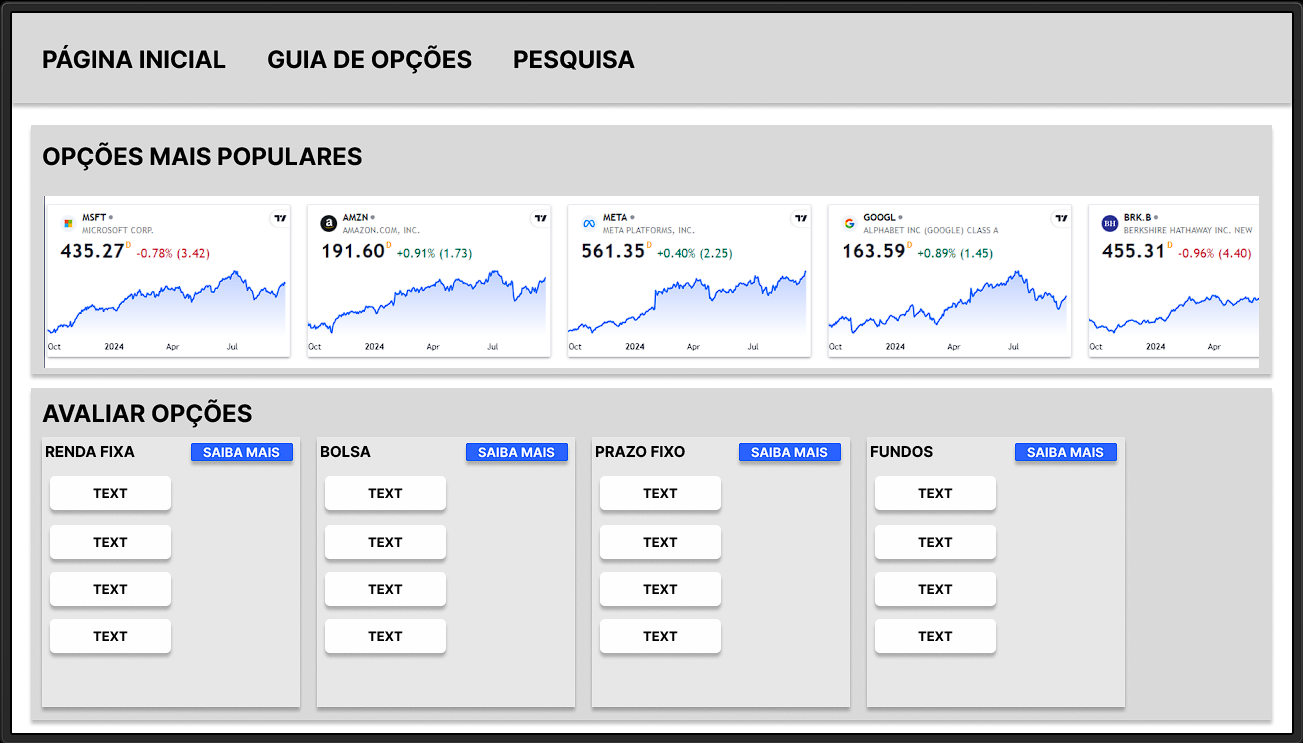 PÁGINA INICIAL GUIA DE OPÇÕES PESQUISA
OPÇÕES MAIS POPULARES
MSFT
MICROSOFT CORP.
435.27 D -0.78% (3.42)
Oct 2024 Apr Jul
AMZN
AMAZON.COM, INC.
191.60 D +0.91% (1.73)
Oct 2024 Apr Jul
META
META PLATFORMS, INC.
561.35 D +0.40% (2.25)
Oct 2024 Apr Jul
GOOGL
ALPHABET INC (GOOGLE) CLASS A
163.59 D +0.89% (1.45)
Oct 2024 Apr Jul
BH
BRK.B
BERKSHIRE HATHAWAY INC. NEW
455.31 D -0.96% (4.40)
Oct 2024 Apr
AVALIAR OPÇÕES
RENDA FIXA SAIBA MAIS
TEXT
TEXT
TEXT
TEXT
BOLSA SAIBA MAIS
TEXT
TEXT
TEXT
TEXT
PRAZO FIXO SAIBA MAIS
TEXT
TEXT
TEXT
TEXT
FUNDOS SAIBA MAIS
TEXT
TEXT
TEXT
TEXT